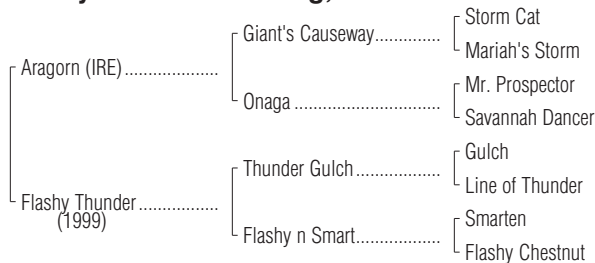 Storm Cat
Giant's Causeway
Mariah's Storm
Aragorn (IRE)
Mr. Prospector
Onaga
Savannah Dancer
Gulch
Thunder Gulch
Line of Thunder
Flashy Thunder
(1999)
Smarten
Flashy n Smart
Flashy Chestnut